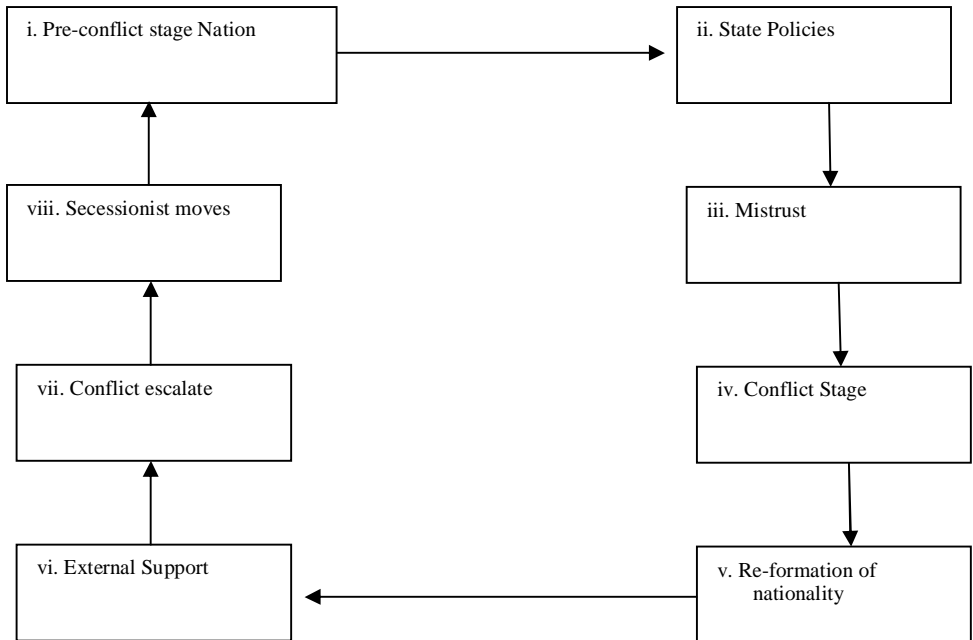 i. Pre-conflict stage Nation
ii. State Policies
iii. Mistrust
iv. Conflict Stage
v. Re-formation of
nationality
vi. External Support
vii. Conflict escalate
viii. Secessionist moves